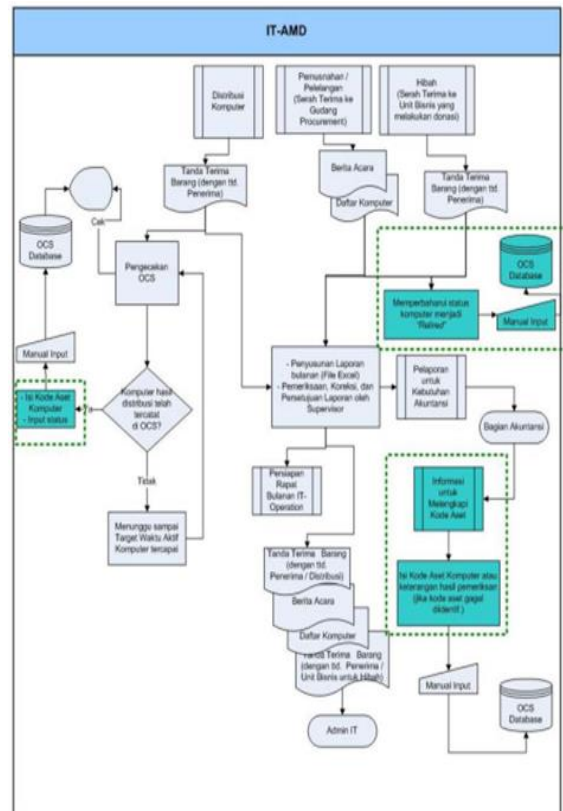 IT-AMD
Distribusi
Komputer
Pemusnahan /
Pelelangan
(Serah Terima ke
Gudang
Procurement)
Hibah
(Serah Terima ke
Unit Bisnis yang
melakukan donasi)
Tanda Terima
Barang (dengan ttd.
Penerima)
Berita Acara
Daftar Komputer
Tanda Terima
Barang (dengan ttd.
Penerima)
Cek
OCS
Database
Pengecekan
OCS
OCS
Database
Memperbaharui status
komputer menjadi
"Retired"
Manual Input
Manual Input
- Isi Kode Aset
Komputer
- Input status
Ya
Komputer hasil
distribusi telah
tercatat
di OCS?
- Penyusunan Laporan
bulanan (File Excel)
- Pemeriksaan, Koreksi, dan
Persetujuan Laporan oleh
Supervisor
Pelaporan
untuk
Kebutuhan
Akuntansi
Bagian Akuntansi
Tidak
Menunggu sampai
Target Waktu Aktif
Komputer tercapai
Persiapan
Rapat
Bulanan IT-
Operation
Informasi
untuk
Melengkapi
Kode Aset
Tanda Terima Barang
(dengan ttd.
Penerima / Distribusi)
Berita Acara
Daftar Komputer
Tanda Terima Barang
(dengan ttd. Penerima /
Unit Bisnis untuk Hibah)
Admin IT
Isi Kode Aset Komputer atau
keterangan hasil pemeriksan
(jika kode aset gagal
diidentif.)
Manual Input
OCS
Database